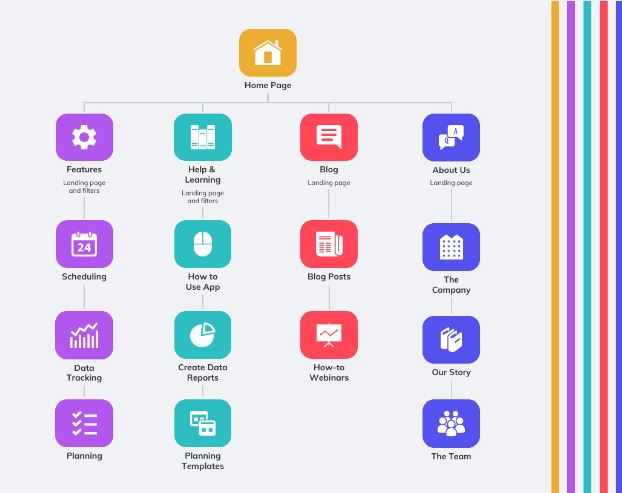 Home Page
Features
Landing page
and filters
24
Scheduling
Data
Tracking
Planning
Help &
Learning
Landing page
and filters
How to
Use App
Create Data
Reports
Planning
Templates
Blog
Landing page
Blog Posts
How-to
Webinars
A
Q
About Us
Landing page
The
Company
Our Story
The Team